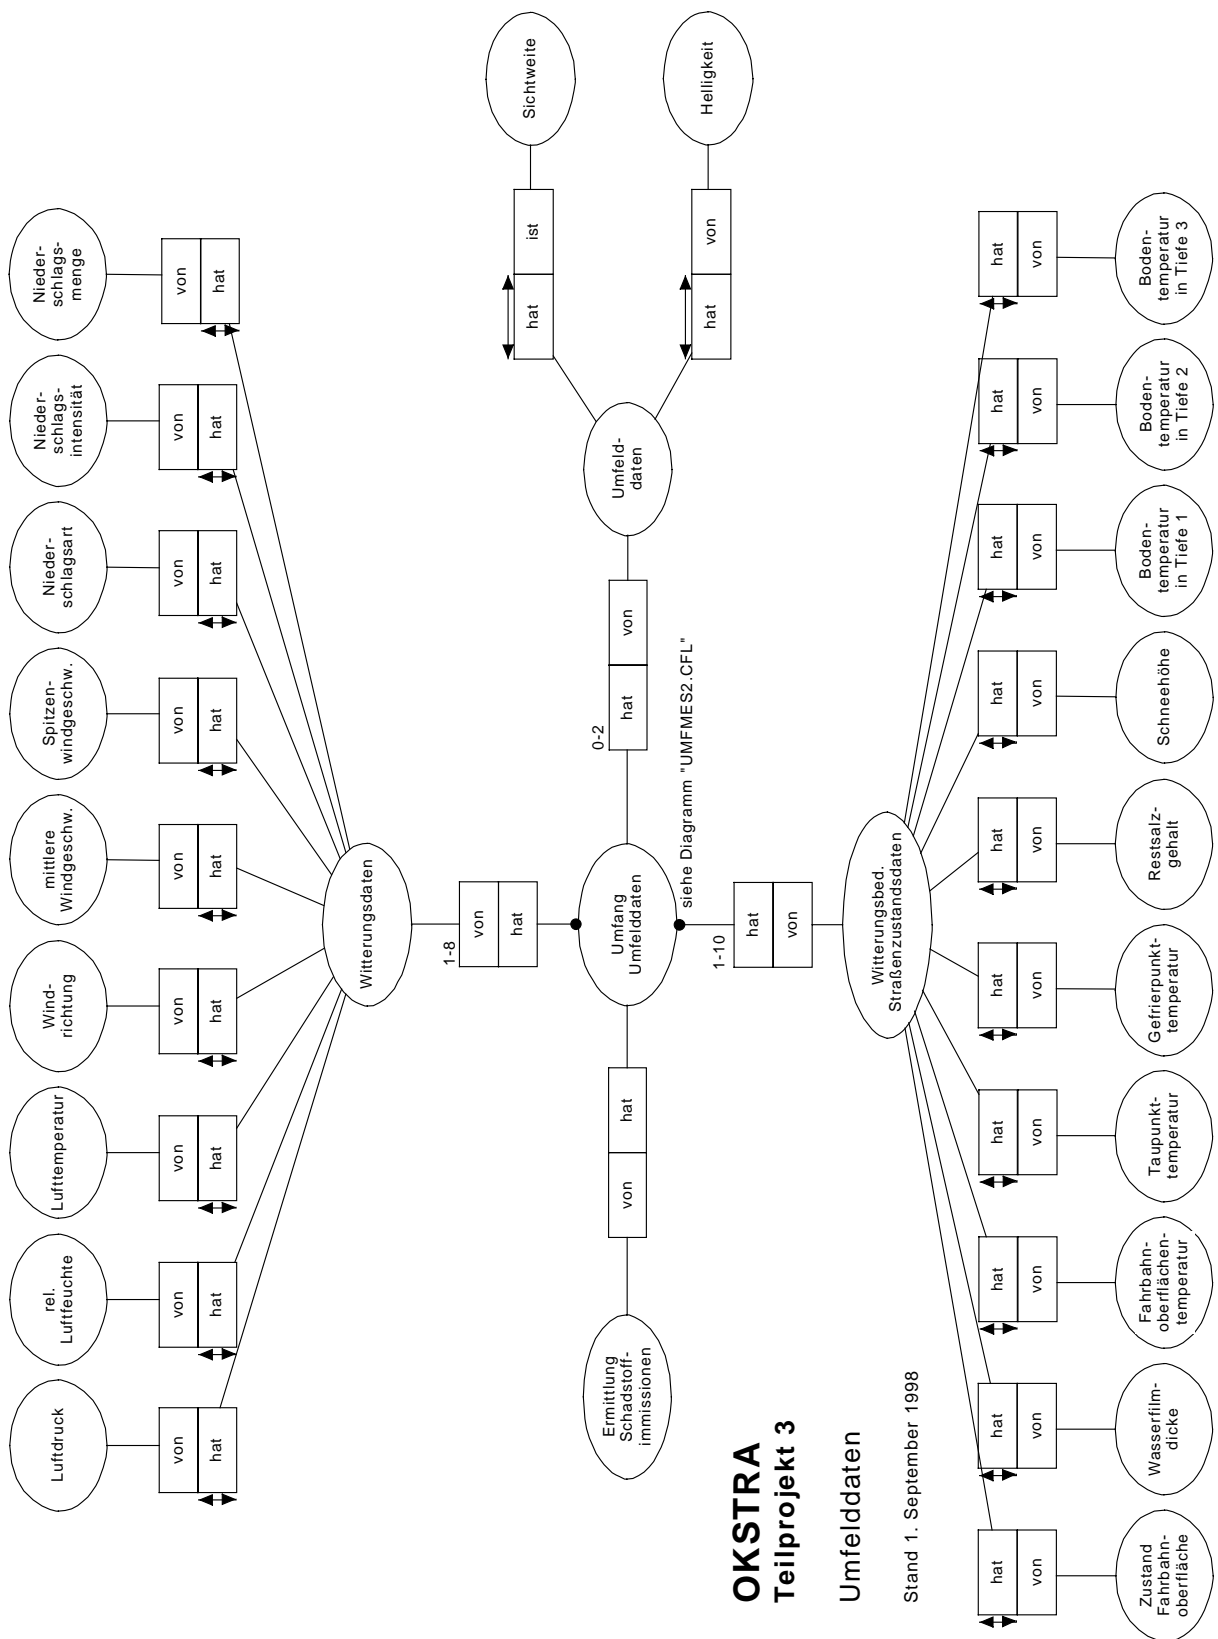 Luftdruck
rel.
Luftfeuchte
Lufttemperatur
Wind-
richtung
mittlere
Windgeschw.
Spitzen-
windgeschw.
Nieder-
schlagsart
Nieder-
schlags-
intensität
Nieder-
schlags-
menge
von
von
von
von
von
von
von
von
von
hat
hat
hat
hat
hat
hat
hat
hat
hat
Witterungsdaten
1-8
von
hat
Ermittlung
Schadstoff-
immissionen
von
hat
Umfang
Umfelddaten
0-2
hat
von
Umfeld-
daten
hat
ist
Sichtweite
hat
von
Helligkeit
siehe Diagramm "UMFMES2.CFL"
1-10
hat
von
OKSTRA
Teilprojekt 3
Umfelddaten
Stand 1. September 1998
Witterungsbed.
Straßenzustandsdaten
hat
hat
hat
hat
hat
hat
hat
hat
hat
hat
von
von
von
von
von
von
von
von
von
von
Zustand
Fahrbahn-
oberfläche
Wasserfilm-
dicke
Fahrbahn-
oberflächen-
temperatur
Taupunkt-
temperatur
Gefrierpunkt-
temperatur
Restsalz-
gehalt
Schneehöhe
Boden-
temperatur
in Tiefe 1
Boden-
temperatur
in Tiefe 2
Boden-
temperatur
in Tiefe 3